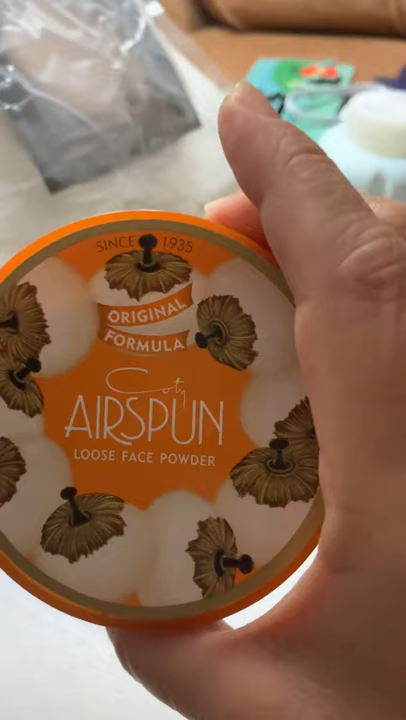 SINCE 1935
ORIGINAL
FORMULA
Coty
AIRSPUN
LOOSE FACE POWDER